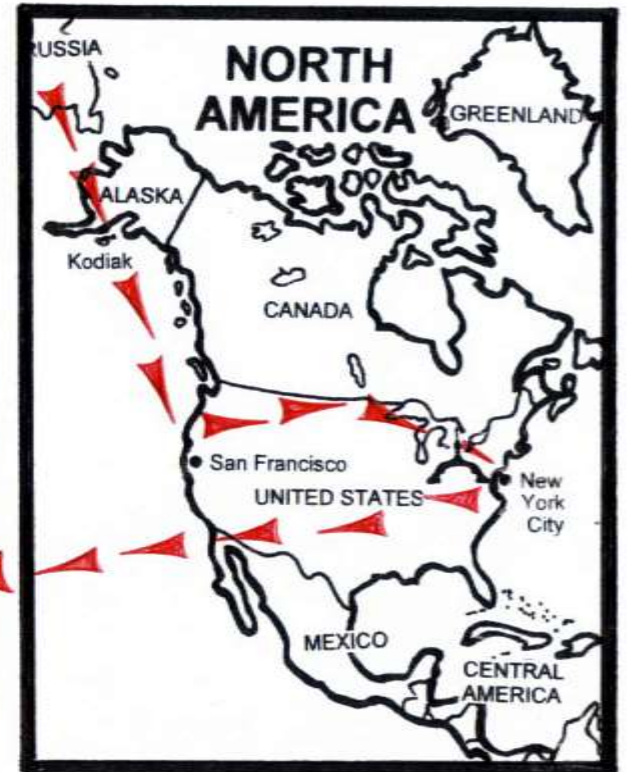 RUSSIA
NORTH
AMERICA
GREENLAND
ALASKA
Kodiak
CANADA
San Francisco
UNITED STATES
New
York
City
MEXICO
CENTRAL
AMERICA